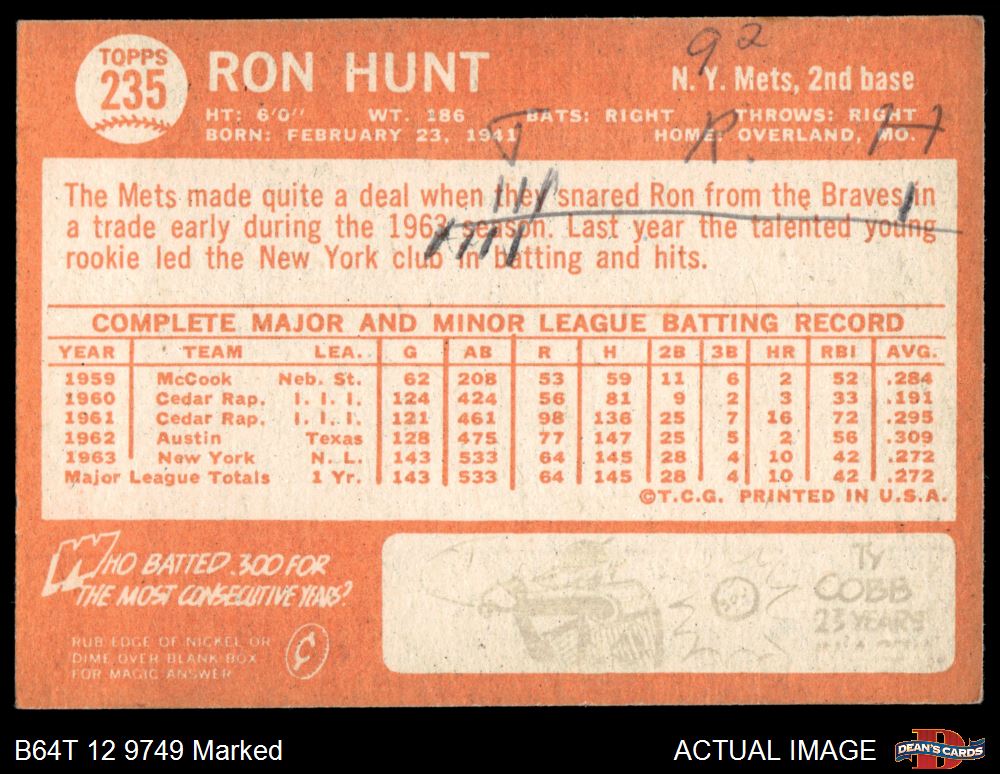 TOPPS
235
RON HUNT
92
N. Y. Mets, 2nd base
HT: 6'0" WT. 186 BATS: RIGHT THROWS: RIGHT
BORN: FEBRUARY 23, 1941 HOME: OVERLAND, MO.
R. H
The Mets made quite a deal when they snared Ron from the Braves in
a trade early during the 1963 season. Last year the talented young
rookie led the New York club in batting and hits.
COMPLETE MAJOR AND MINOR LEAGUE BATTING RECORD
YEAR TEAM LEA. G AB R H 2B 3B HR RBI AVG.
1959 McCook Neb. St. 62 208 53 59 11 6 2 52 .284
1960 Cedar Rap. I. I. I. 124 424 56 81 9 2 3 33 .191
1961 Cedar Rap. I. I. I. 121 461 98 136 25 7 16 72 .295
1962 Austin Texas 128 475 77 147 25 5 2 56 .309
1963 New York N. L. 143 533 64 145 28 4 10 42 .272
Major League Totals 1 Yr. 143 533 64 145 28 4 10 42 .272
©T.C.G. PRINTED IN U.S.A.
WHO BATTED .300 FOR
THE MOST CONSECUTIVE YEARS?
RUB EDGE OF NICKEL OR
DIME OVER BLANK BOX
FOR MAGIC ANSWER
TY
COBB
23 YEARS
B64T 12 9749 Marked
ACTUAL IMAGE
DEAN'S CARDS